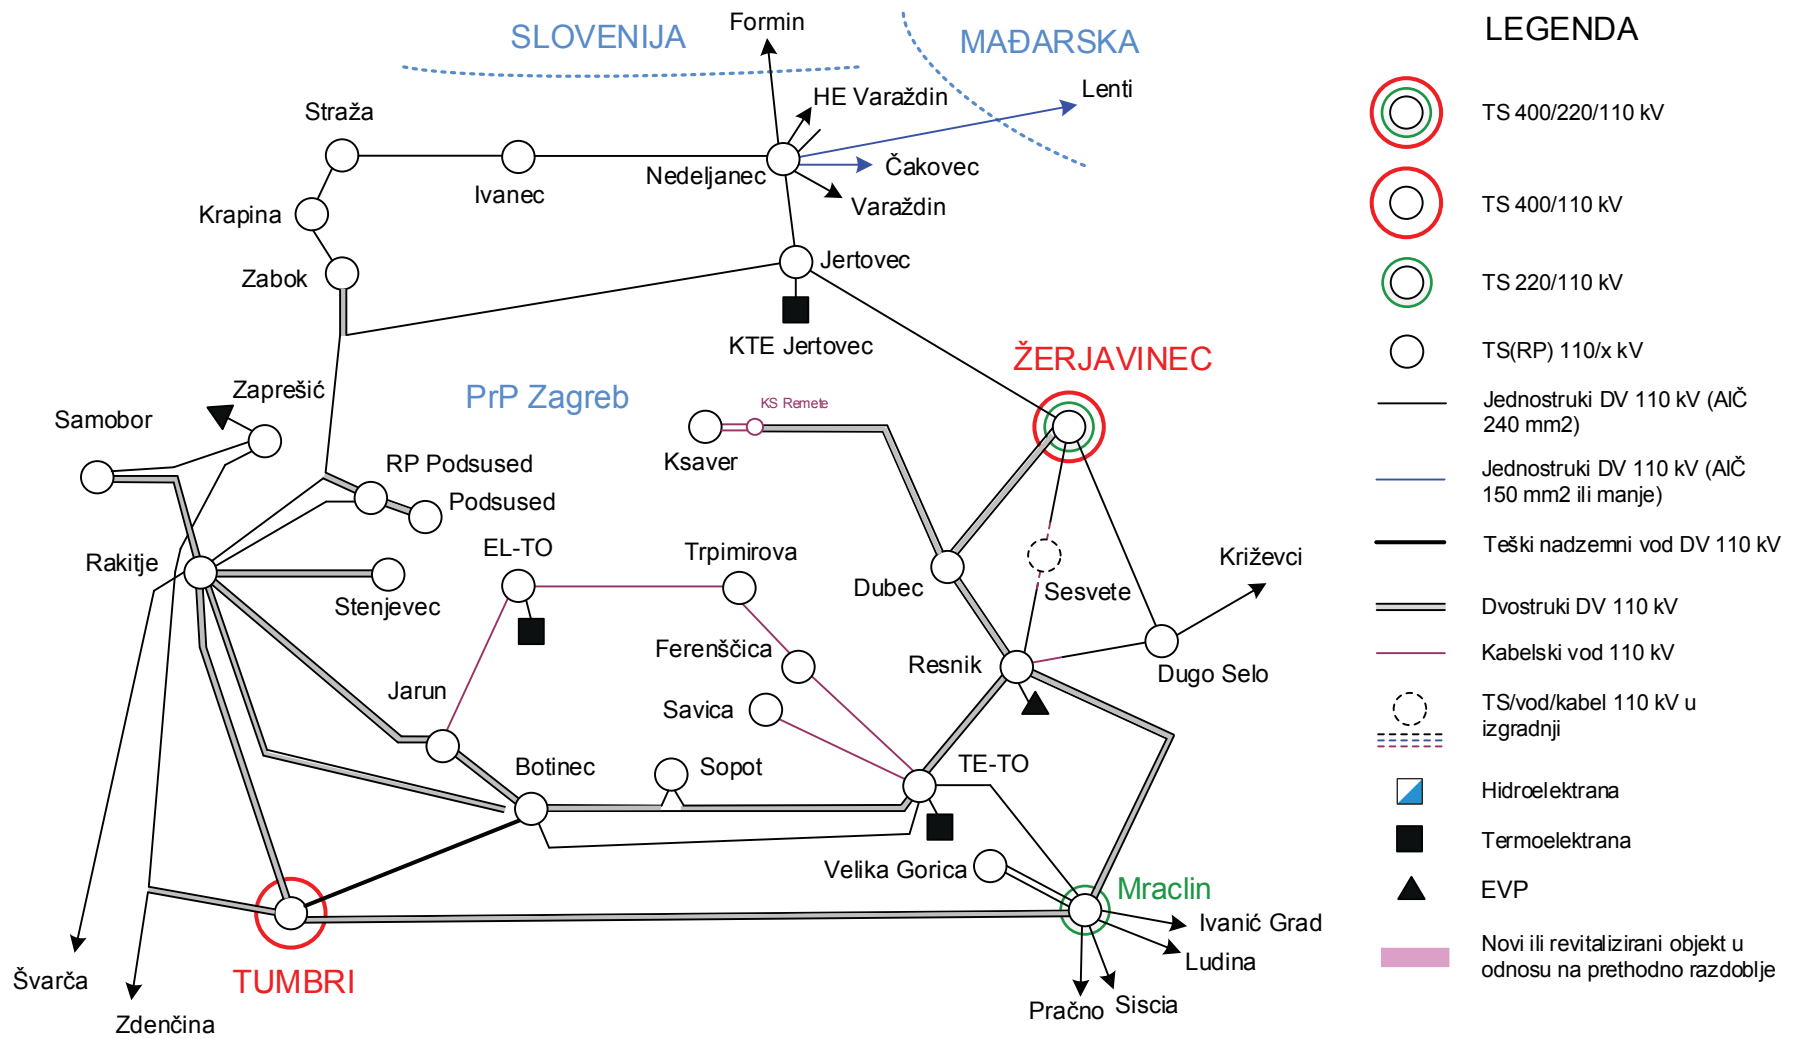 Formin
SLOVENIJA
MAĐARSKA
LEGENDA
Lenti
HE Varaždin
Straža
TS 400/220/110 kV
Nedeljanec
Čakovec
Ivanec
Varaždin
Krapina
TS 400/110 kV
Jertovec
Zabok
TS 220/110 kV
KTE Jertovec
ŽERJAVINEC
TS(RP) 110/x kV
Zaprešić
PrP Zagreb
KS Remete
Samobor
Jednostruki DV 110 kV (AlČ
240 mm2)
Ksaver
RP Podsused
Podsused
Jednostruki DV 110 kV (AlČ
150 mm2 ili manje)
EL-TO
Trpimirova
Križevci
Teški nadzemni vod DV 110 kV
Rakitje
Dubec
Sesvete
Stenjevec
Dvostruki DV 110 kV
Ferenščica
Resnik
Dugo Selo
Kabelski vod 110 kV
Jarun
Savica
TS/vod/kabel 110 kV u
izgradnji
Botinec
Sopot
TE-TO
Hidroelektrana
Termoelektrana
Velika Gorica
Mraclin
EVP
Ivanić Grad
Ludina
Novi ili revitalizirani objekt u
odnosu na prethodno razdoblje
Švarča
TUMBRI
Pračno
Siscia
Zdenčina